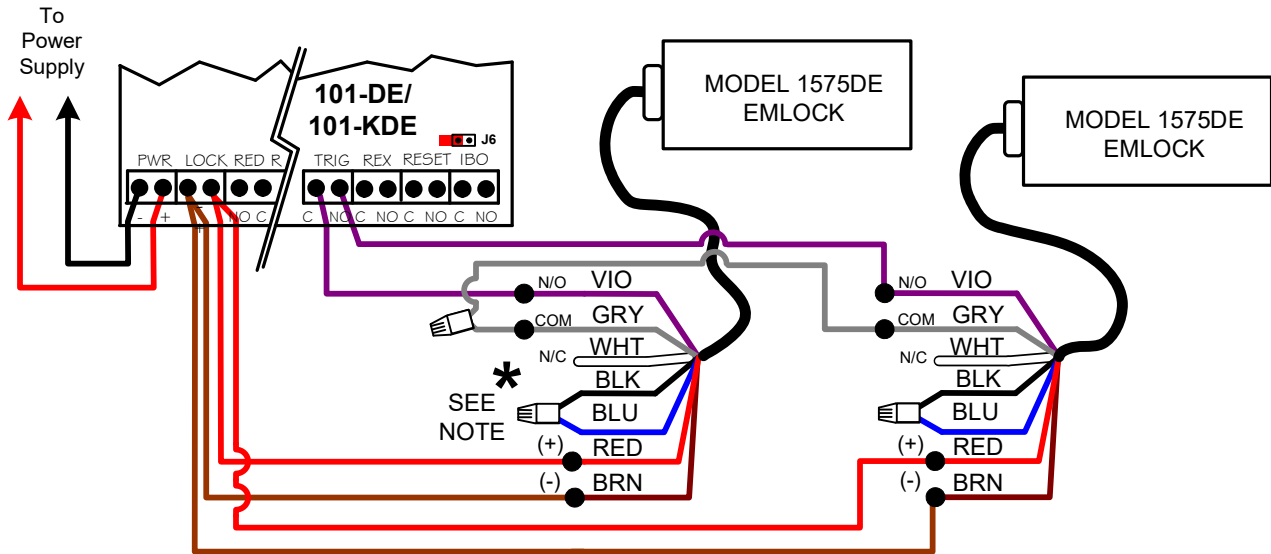 To
Power
Supply
101-DE/
101-KDE
J6
PWR LOCK RED R
TRIG REX RESET IBO
- + - + NO C
C NO C NO C NO C NO
MODEL 1575DE
EMLOCK
MODEL 1575DE
EMLOCK
N/O VIO
COM GRY
N/C WHT
BLK
* SEE
NOTE
BLU
(+) RED
(-) BRN
N/O VIO
COM GRY
N/C WHT
BLK
BLU
(+) RED
(-) BRN